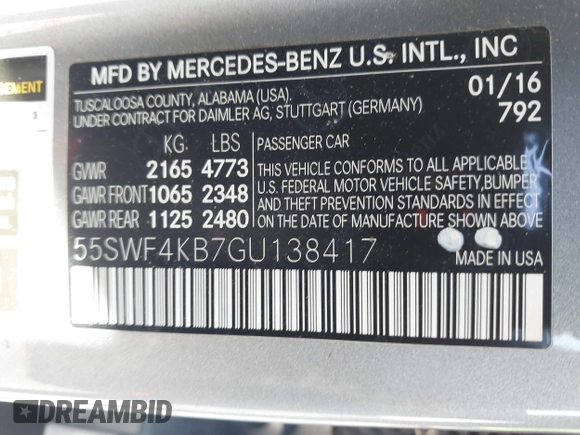 CEMENT
MFD BY MERCEDES-BENZ U.S. INTL., INC
TUSCALOOSA COUNTY, ALABAMA (USA). 01/16
UNDER CONTRACT FOR DAIMLER AG, STUTTGART (GERMANY) 792
KG LBS PASSENGER CAR
GVWR 2165 4773 THIS VEHICLE CONFORMS TO ALL APPLICABLE
GAWR FRONT 1065 2348 U.S. FEDERAL MOTOR VEHICLE SAFETY, BUMPER
GAWR REAR 1125 2480 AND THEFT PREVENTION STANDARDS IN EFFECT
ON THE DATE OF MANUFACTURE SHOWN ABOVE.
55SWF4KB7GU138417 MADE IN USA
DREAMBID